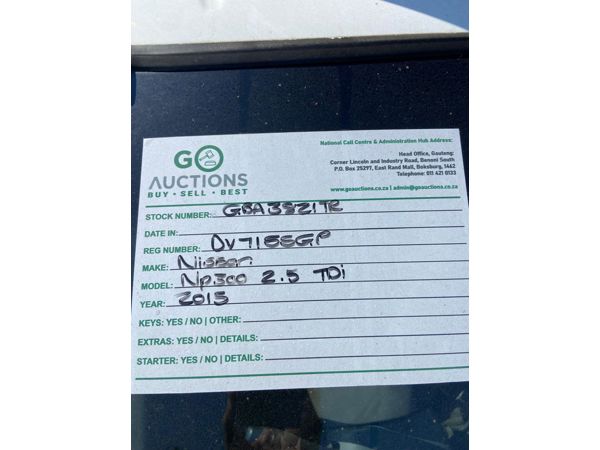 GO
AUCTIONS
BUY • SELL • BEST
National Call Centre & Administration Hub Address:
Head Office, Gauteng:
Corner Lincoln and Industry Road, Benoni South
P.O. Box 25297, East Rand Mall, Boksburg, 1462
Telephone: 011 421 0133
www.goauctions.co.za | admin@goauctions.co.za
STOCK NUMBER: GBA3821TR
DATE IN:
REG NUMBER: DV71SSGP
MAKE: Nissan
MODEL: Np300 2.5 TDi
YEAR: 2015
KEYS: YES / NO | OTHER:
EXTRAS: YES / NO | DETAILS:
STARTER: YES / NO | DETAILS: